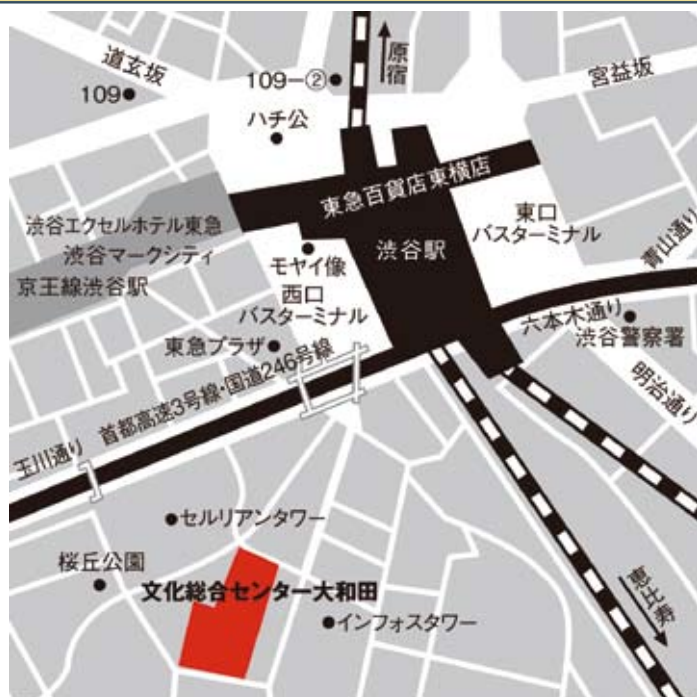 道玄坂
109
109-②
原宿
宮益坂
ハチ公
東急百貨店東横店
渋谷エクセルホテル東急
渋谷マークシティ
京王線渋谷駅
モヤイ像
渋谷駅
東口
バスターミナル
青山通り
西口
バスターミナル
六本木通り
渋谷警察署
東急プラザ
明治通り
首都高速3号線・国道246号線
玉川通り
セルリアンタワー
桜丘公園
文化総合センター大和田
インフォスタワー
恵比寿